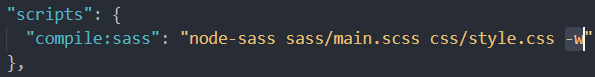 "scripts": {
"compile:sass": "node-sass sass/main.scss css/style.css -w"
},